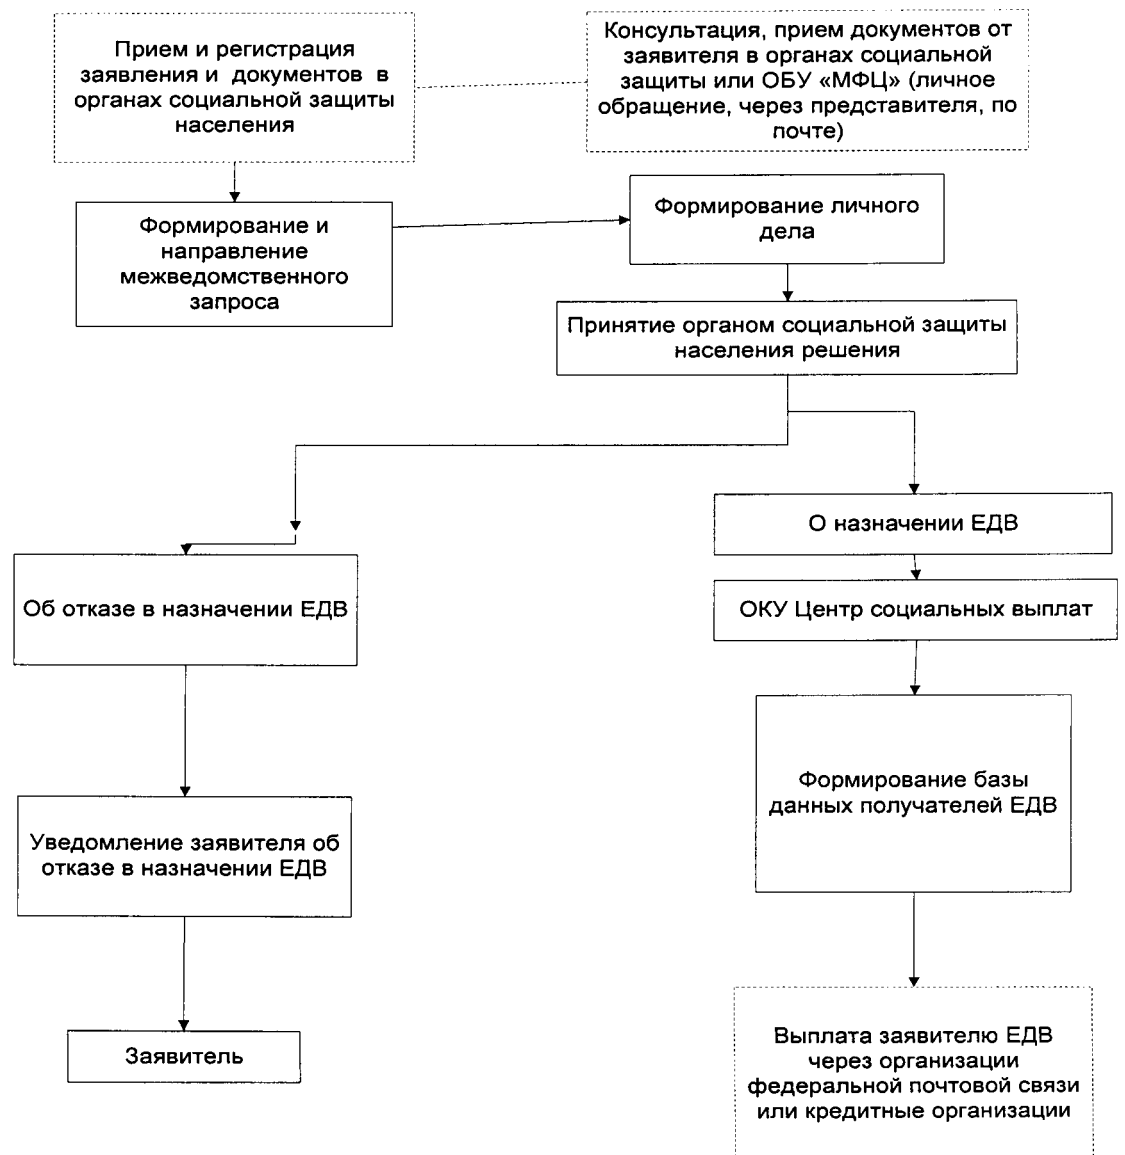 Прием и регистрация
заявления и документов в
органах социальной защиты
населения
Консультация, прием документов от
заявителя в органах социальной
защиты или ОБУ «МФЦ» (личное
обращение, через представителя, по
почте)
Формирование и
направление
межведомственного
запроса
Формирование личного
дела
Принятие органом социальной защиты
населения решения
Об отказе в назначении ЕДВ
О назначении ЕДВ
ОКУ Центр социальных выплат
Формирование базы
данных получателей ЕДВ
Уведомление заявителя об
отказе в назначении ЕДВ
Заявитель
Выплата заявителю ЕДВ
через организации
федеральной почтовой связи
или кредитные организации